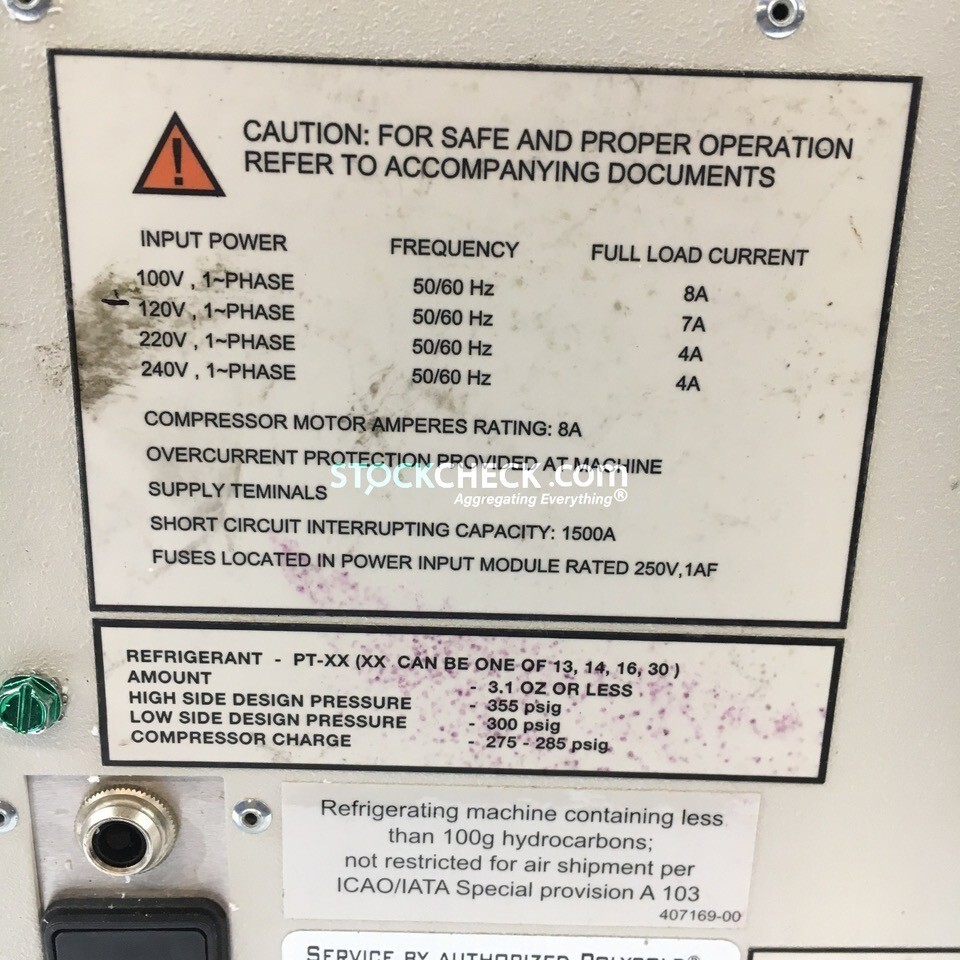 CAUTION: FOR SAFE AND PROPER OPERATION
REFER TO ACCOMPANYING DOCUMENTS
INPUT POWER FREQUENCY FULL LOAD CURRENT
100V , 1~PHASE 50/60 Hz 8A
120V , 1~PHASE 50/60 Hz 7A
220V , 1~PHASE 50/60 Hz 4A
240V , 1~PHASE 50/60 Hz 4A
COMPRESSOR MOTOR AMPERES RATING: 8A
OVERCURRENT PROTECTION PROVIDED AT MACHINE
STOCKCHECK.com
Aggregating Everything®
SUPPLY TEMINALS
SHORT CIRCUIT INTERRUPTING CAPACITY: 1500A
FUSES LOCATED IN POWER INPUT MODULE RATED 250V,1AF
REFRIGERANT - PT-XX (XX CAN BE ONE OF 13, 14, 16, 30 )
AMOUNT - 3.1 OZ OR LESS
HIGH SIDE DESIGN PRESSURE - 355 psig
LOW SIDE DESIGN PRESSURE - 300 psig
COMPRESSOR CHARGE - 275 - 285 psig
Refrigerating machine containing less
than 100g hydrocarbons;
not restricted for air shipment per
ICAO/IATA Special provision A 103
407169-00
SERVICE BY AUTHORIZED POLYCOLD®